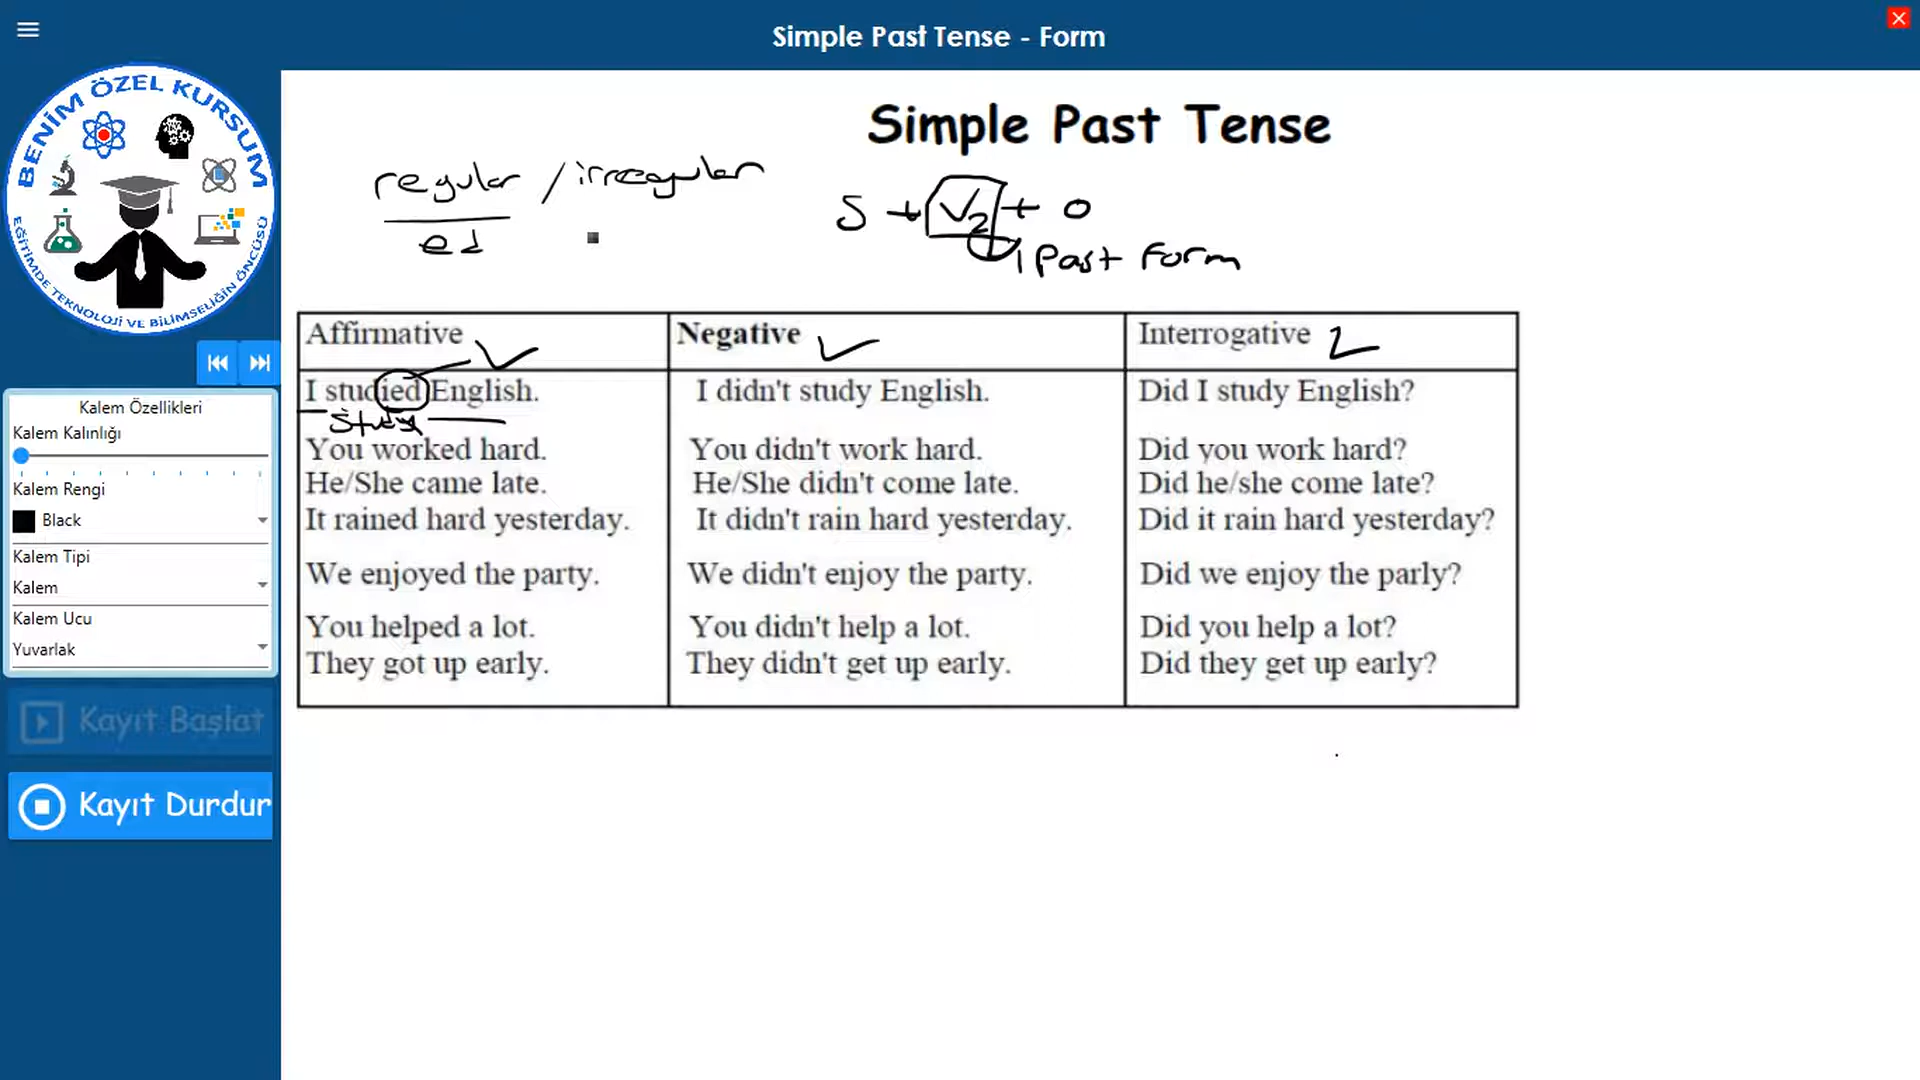 Simple Past Tense - Form
BENİM ÖZEL KURSUM
EĞİTİMDE TEKNOLOJİ VE BİLİMSELİĞİN ÖNCÜSÜ
Kalem Özellikleri
Kalem Kalınlığı
Kalem Rengi
Black
Kalem Tipi
Kalem
Kalem Ucu
Yuvarlak
Kayıt Başlat
Kayıt Durdur
Simple Past Tense
regular / irregular
ed
S + V2 + O
Past Form
Affirmative
I studied English.
study
You worked hard.
He/She came late.
It rained hard yesterday.
We enjoyed the party.
You helped a lot.
They got up early.
Negative
I didn't study English.
You didn't work hard.
He/She didn't come late.
It didn't rain hard yesterday.
We didn't enjoy the party.
You didn't help a lot.
They didn't get up early.
Interrogative
Did I study English?
Did you work hard?
Did he/she come late?
Did it rain hard yesterday?
Did we enjoy the parly?
Did you help a lot?
Did they get up early?